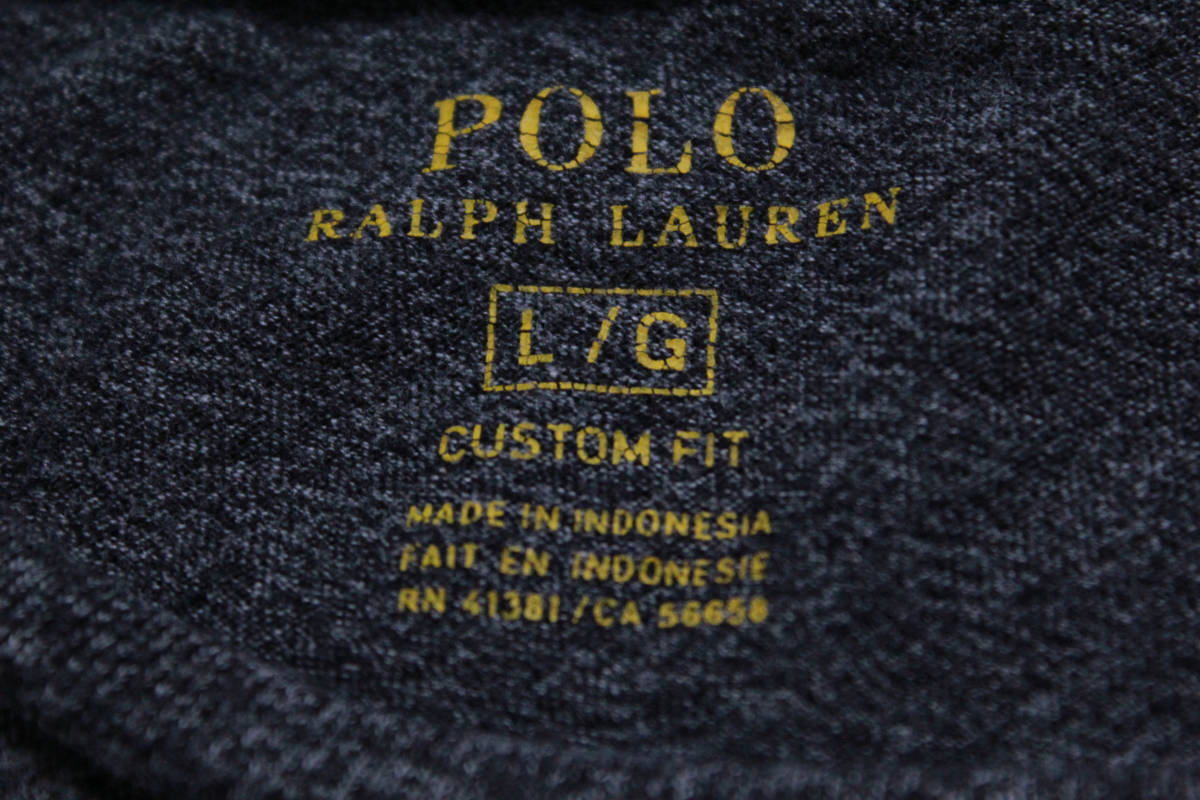 POLO
RALPH LAUREN
L/G
CUSTOM FIT
MADE IN INDONESIA
FAIT EN INDONESIE
RN 41381/CA 56658